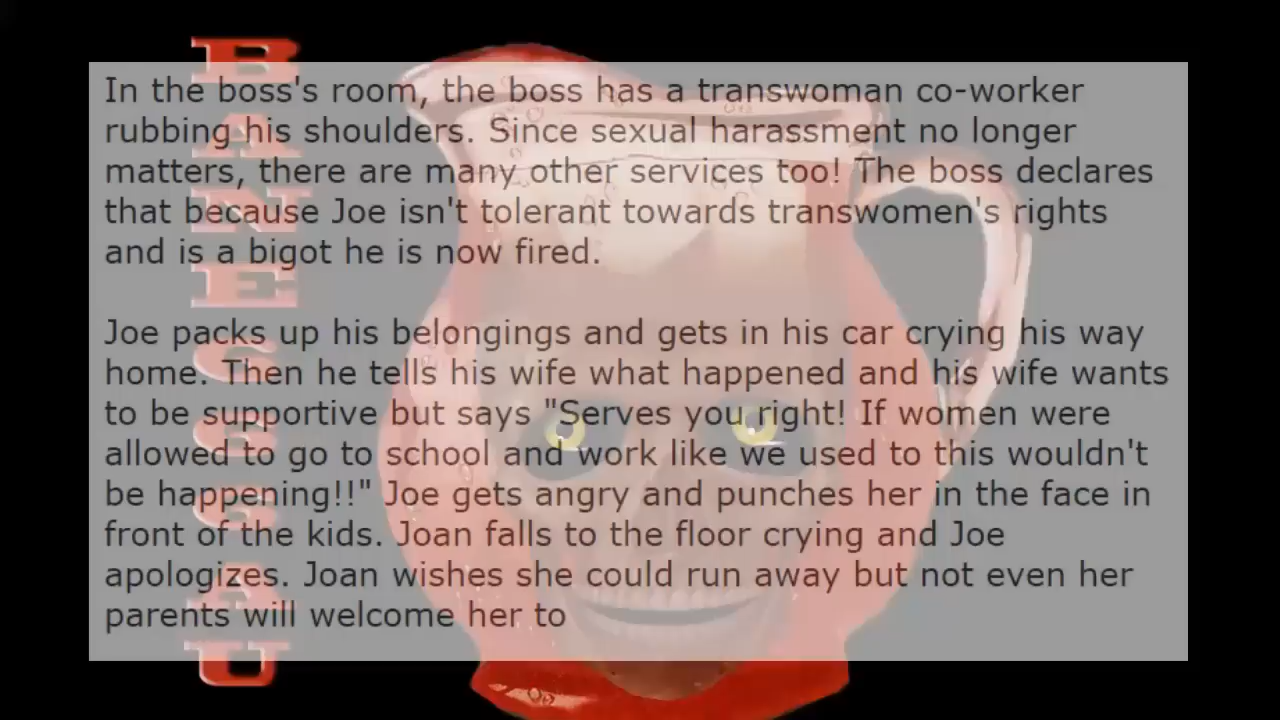 In the boss's room, the boss has a transwoman co-worker
rubbing his shoulders. Since sexual harassment no longer
matters, there are many other services too! The boss declares
that because Joe isn't tolerant towards transwomen's rights
and is a bigot he is now fired.
Joe packs up his belongings and gets in his car crying his way
home. Then he tells his wife what happened and his wife wants
to be supportive but says "Serves you right! If women were
allowed to go to school and work like we used to this wouldn't
be happening!!" Joe gets angry and punches her in the face in
front of the kids. Joan falls to the floor crying and Joe
apologizes. Joan wishes she could run away but not even her
parents will welcome her to
BANESGAU